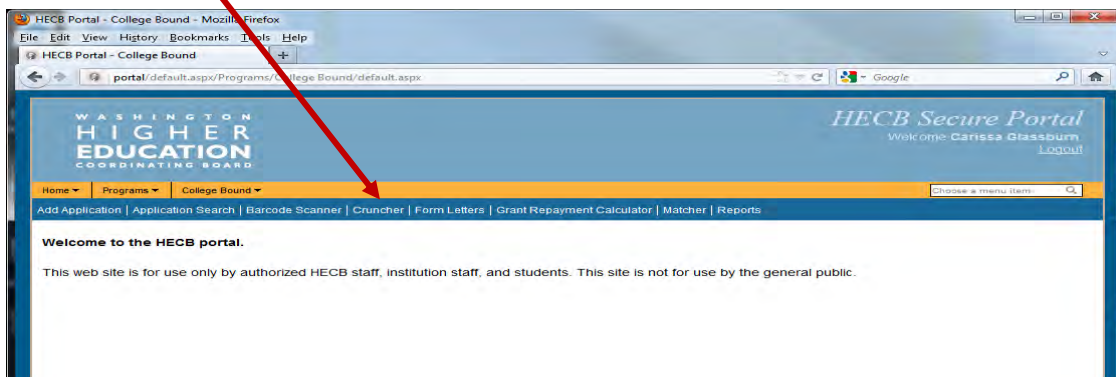 HECB Portal - College Bound - Mozilla Firefox
File Edit View History Bookmarks Tools Help
HECB Portal - College Bound +
portal/default.aspx/Programs/College Bound/default.aspx Google
WASHINGTON
HIGHER
EDUCATION
COORDINATING BOARD
HECB Secure Portal
Welcome Carissa Glassburn
Logout
Home Programs College Bound Choose a menu item
Add Application | Application Search | Barcode Scanner | Cruncher | Form Letters | Grant Repayment Calculator | Matcher | Reports
Welcome to the HECB portal.
This web site is for use only by authorized HECB staff, institution staff, and students. This site is not for use by the general public.